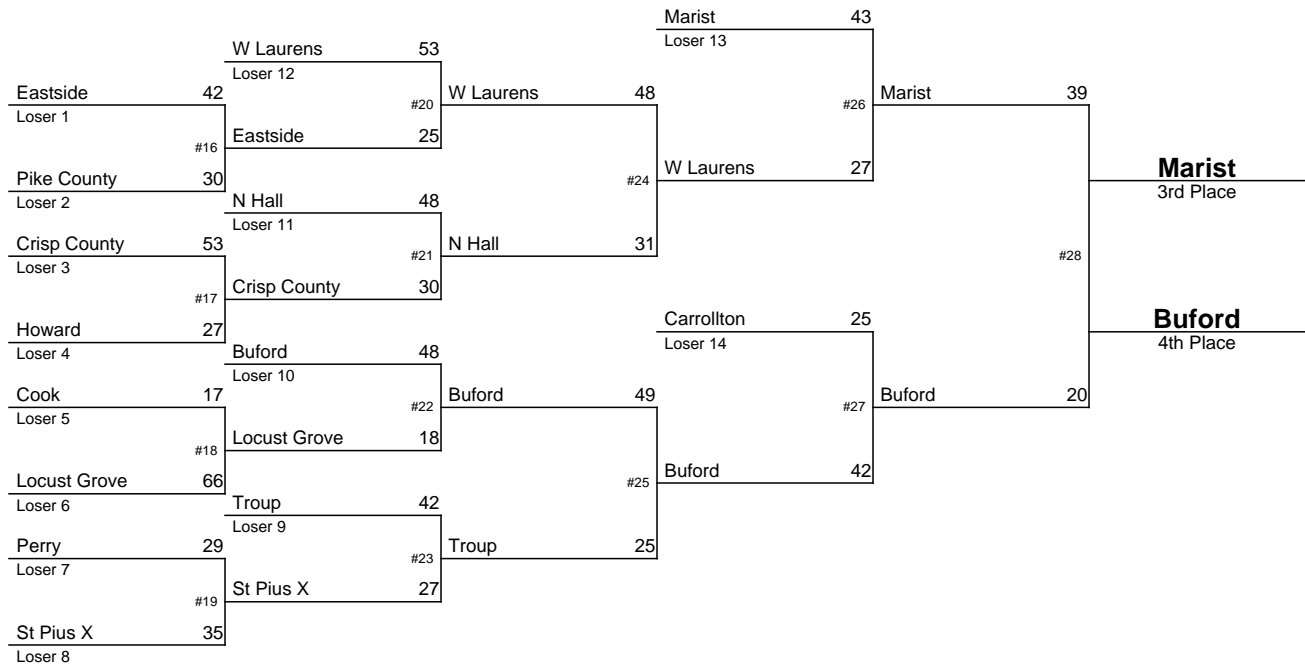 Marist 43
Loser 13
W Laurens 53
Loser 12
Eastside 42
Loser 1
#20
W Laurens 48
#26
Marist 39
#16
Eastside 25
Pike County 30
Loser 2
#24
W Laurens 27
Marist
3rd Place
N Hall 48
Loser 11
Crisp County 53
Loser 3
#21
N Hall 31
#28
#17
Crisp County 30
Howard 27
Loser 4
Carrollton 25
Loser 14
Buford
4th Place
Buford 48
Loser 10
Cook 17
Loser 5
#22
Buford 49
#27
Buford 20
#18
Locust Grove 18
Locust Grove 66
Loser 6
#25
Buford 42
Troup 42
Loser 9
Perry 29
Loser 7
#23
Troup 25
#19
St Pius X 27
St Pius X 35
Loser 8